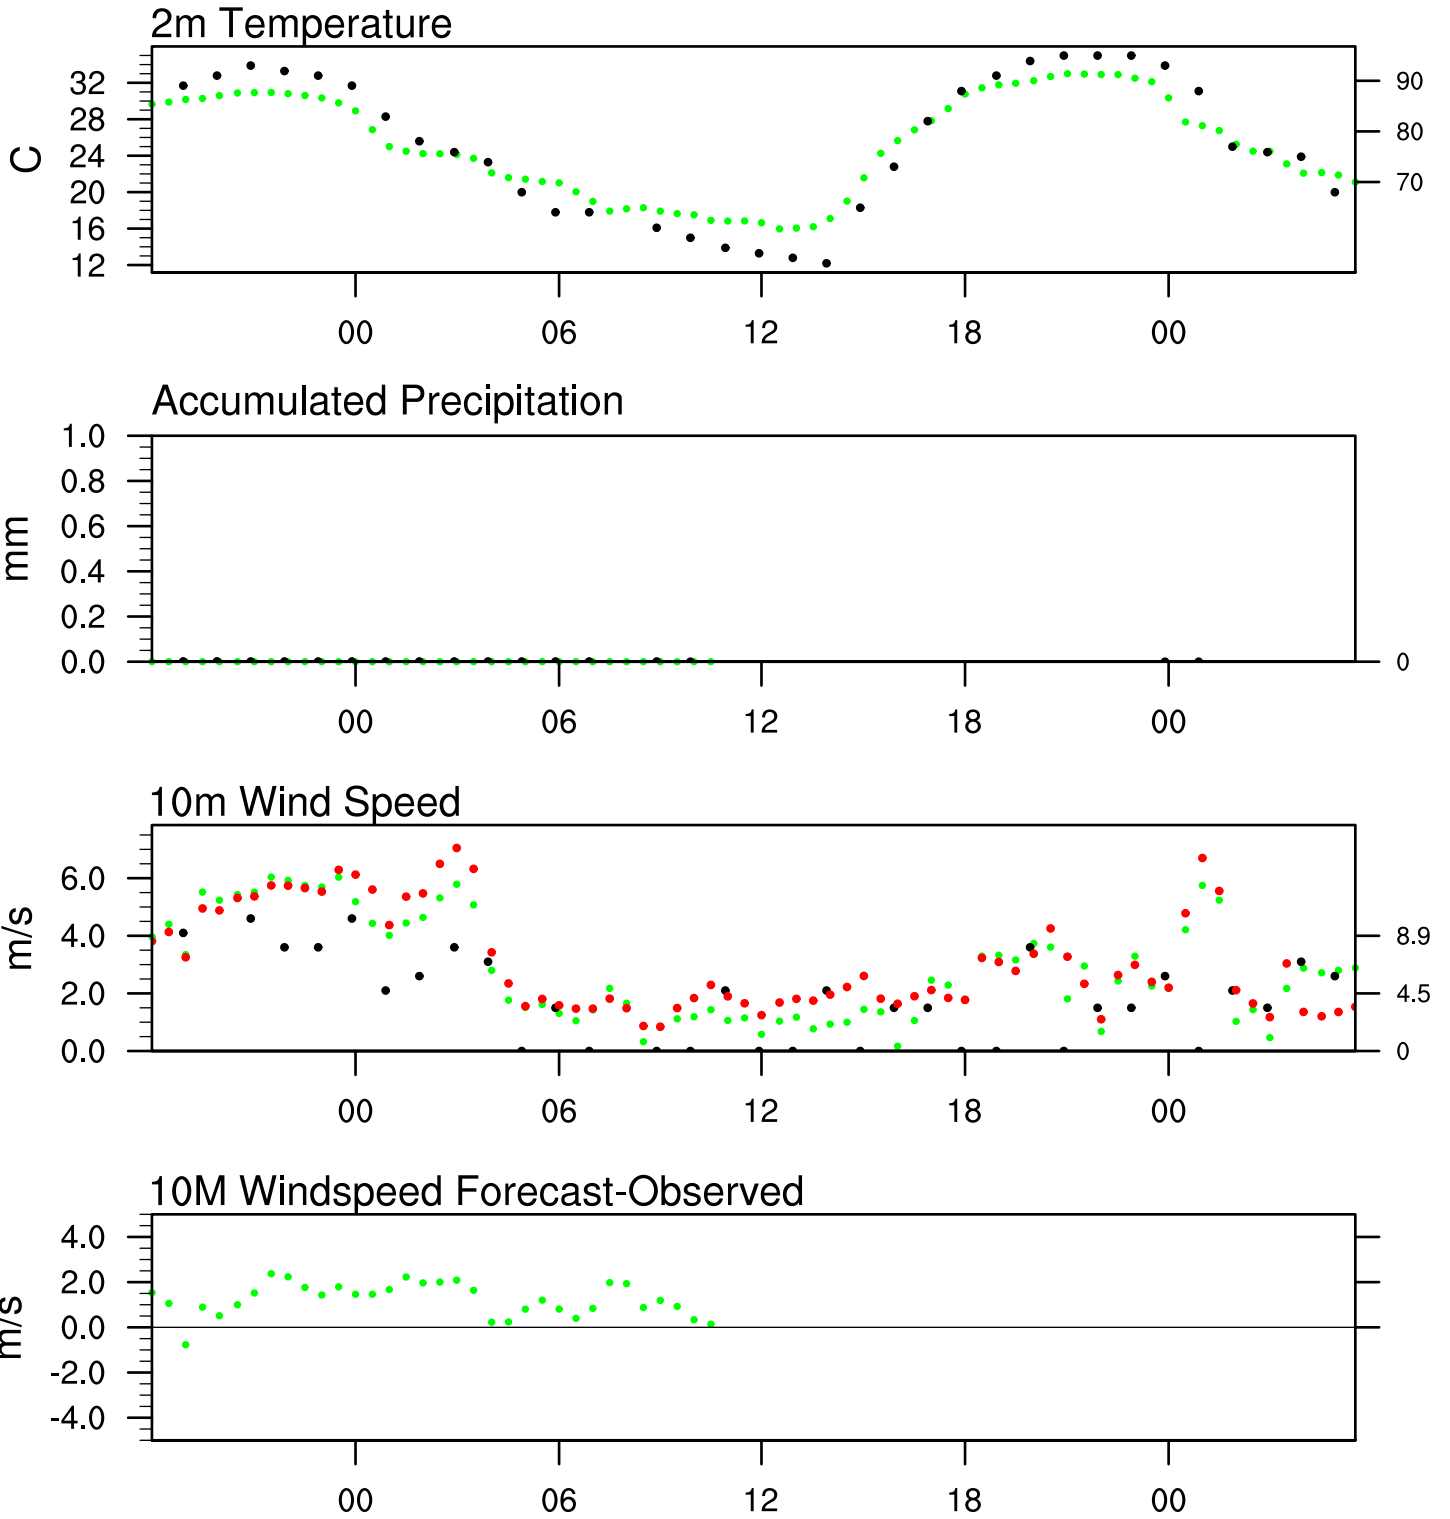 2m Temperature
C
32
28
24
20
16
12
90
80
70
00 06 12 18 00
Accumulated Precipitation
mm
1.0
0.8
0.6
0.4
0.2
0.0
0
00 06 12 18 00
10m Wind Speed
m/s
6.0
4.0
2.0
0.0
8.9
4.5
0
00 06 12 18 00
10M Windspeed Forecast-Observed
m/s
4.0
2.0
0.0
-2.0
-4.0
00 06 12 18 00